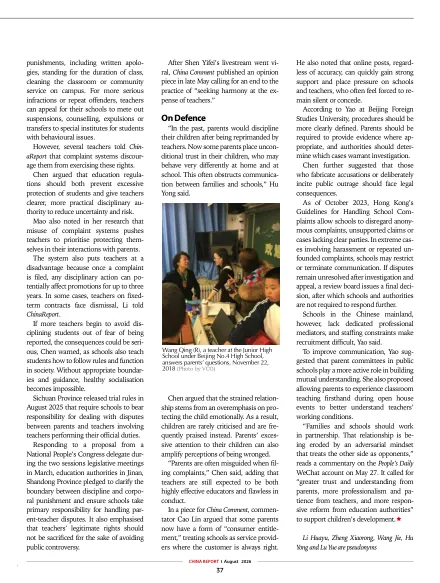 punishments, including written apolo-
gies, standing for the duration of class,
cleaning the classroom or community
service on campus. For more serious
infractions or repeat offenders, teachers
can appeal for their schools to mete out
suspensions, counselling, expulsions or
transfers to special institutes for students
with behavioural issues.
However, several teachers told Chin-
aReport that complaint systems discour-
age them from exercising these rights.
Chen argued that education regula-
tions should both prevent excessive
protection of students and give teachers
clearer, more practical disciplinary au-
thority to reduce uncertainty and risk.
Mao also noted in her research that
misuse of complaint systems pushes
teachers to prioritise protecting them-
selves in their interactions with parents.
The system also puts teachers at a
disadvantage because once a complaint
is filed, any disciplinary action can po-
tentially affect promotions for up to three
years. In some cases, teachers on fixed-
term contracts face dismissal, Li told
ChinaReport.
If more teachers begin to avoid dis-
ciplining students out of fear of being
reported, the consequences could be seri-
ous, Chen warned, as schools also teach
students how to follow rules and function
in society. Without appropriate bounda-
ries and guidance, healthy socialisation
becomes impossible.
Sichuan Province released trial rules in
August 2025 that require schools to bear
responsibility for dealing with disputes
between parents and teachers involving
teachers performing their official duties.
Responding to a proposal from a
National People's Congress delegate during
the two sessions legislative meetings
in March, education authorities in Jinan,
Shandong Province pledged to clarify the
boundary between discipline and corpo-
ral punishment and ensure schools take
primary responsibility for handling par-
ent-teacher disputes. It also emphasised
that teachers' legitimate rights should
not be sacrificed for the sake of avoiding
public controversy.
After Shen Yifei's livestream went vi-
ral, China Comment published an opinion
piece in late May calling for an end to the
practice of "seeking harmony at the ex-
pense of teachers."
On Defence
"In the past, parents would discipline
their children after being reprimanded by
teachers. Now some parents place uncon-
ditional trust in their children, who may
behave very differently at home and at
school. This often obstructs communica-
tion between families and schools," Hu
Yong said.
Wang Qing (R), a teacher at the Junior High
School under Beijing No.4 High School,
answers parents' questions, November 22,
2018 (Photo by VCG)
Chen argued that the strained relation-
ship stems from an overemphasis on pro-
tecting the child emotionally. As a result,
children are rarely criticised and are fre-
quently praised instead. Parents' exces-
sive attention to their children can also
amplify perceptions of being wronged.
"Parents are often misguided when fil-
ing complaints," Chen said, adding that
teachers are still expected to be both
highly effective educators and flawless in
conduct.
In a piece for China Comment, commen-
tator Cao Lin argued that some parents
now have a form of "consumer entitle-
ment," treating schools as service provid-
ers where the customer is always right.
He also noted that online posts, regard-
less of accuracy, can quickly gain strong
support and place pressure on schools
and teachers, who often feel forced to re-
main silent or concede.
According to Yao at Beijing Foreign
Studies University, procedures should be
more clearly defined. Parents should be
required to provide evidence where ap-
propriate, and authorities should deter-
mine which cases warrant investigation.
Chen further suggested that those
who fabricate accusations or deliberately
incite public outrage should face legal
consequences.
As of October 2023, Hong Kong's
Guidelines for Handling School Com-
plaints allow schools to disregard anony-
mous complaints, unsupported claims or
cases lacking clear parties. In extreme cas-
es involving harassment or repeated un-
founded complaints, schools may restrict
or terminate communication. If disputes
remain unresolved after investigation and
appeal, a review board issues a final deci-
sion, after which schools and authorities
are not required to respond further.
Schools in the Chinese mainland,
however, lack dedicated professional
mediators, and staffing constraints make
recruitment difficult, Yao said.
To improve communication, Yao sug-
gested that parent committees in public
schools play a more active role in building
mutual understanding. She also proposed
allowing parents to experience classroom
teaching firsthand during open house
events to better understand teachers'
working conditions.
"Families and schools should work
in partnership. That relationship is be-
ing eroded by an adversarial mindset
that treats the other side as opponents,"
reads a commentary on the People's Daily
WeChat account on May 27. It called for
"greater trust and understanding from
parents, more professionalism and pa-
tience from teachers, and more respon-
sive reform from education authorities"
to support children's development.★
Li Huayu, Zheng Xiaorong, Wang Jie, Hu
Yong and Lu Yue are pseudonyms
CHINA REPORT I August 2026
37